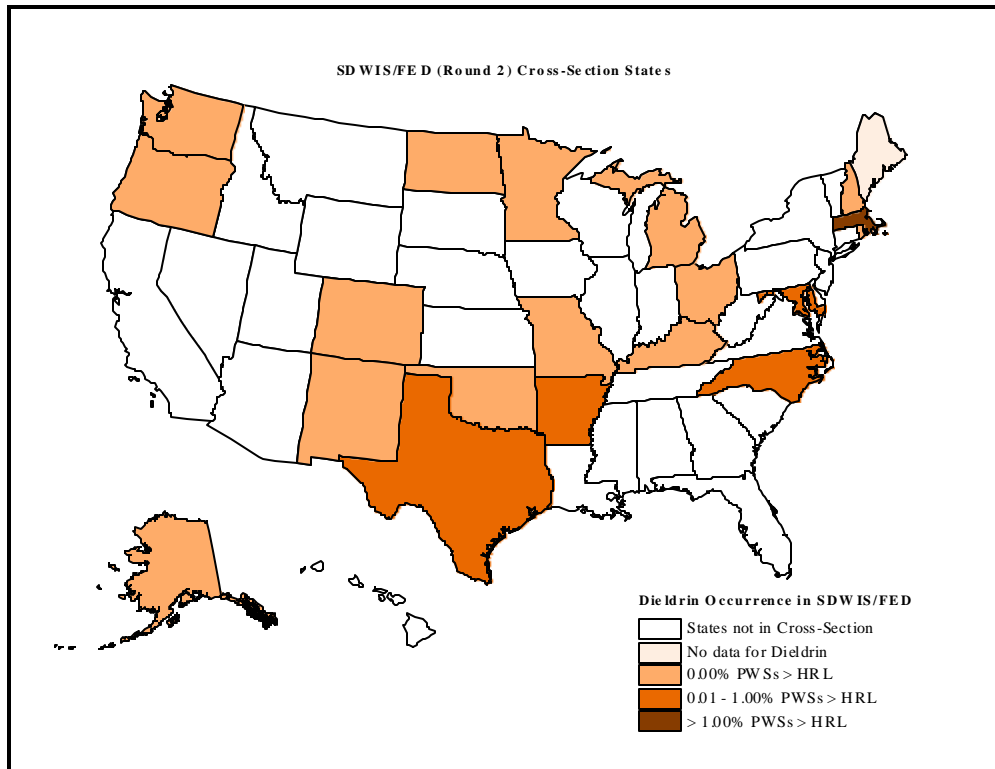 SDWIS/FED (Round 2) Cross-Section States
Dieldrin Occurrence in SDWIS/FED
States not in Cross-Section
No data for Dieldrin
0.00% PWSs > HRL
0.01 - 1.00% PWSs > HRL
> 1.00% PWSs > HRL